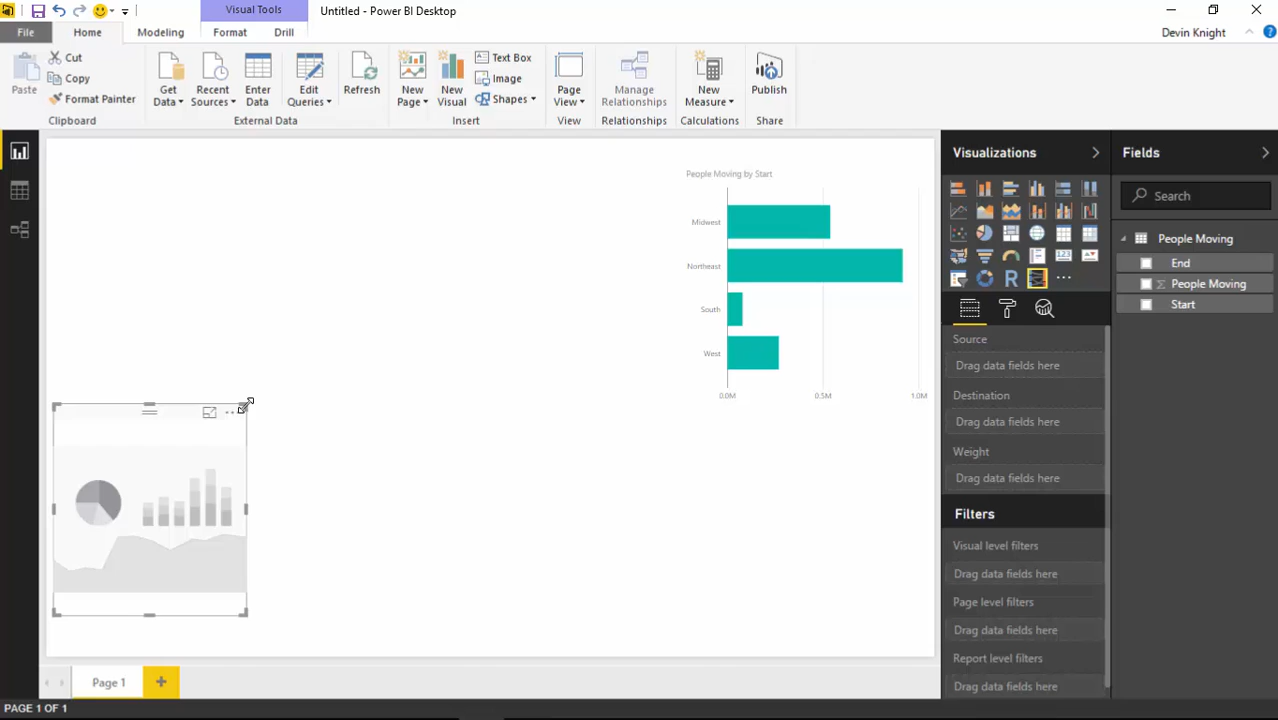 Visual Tools
Untitled - Power BI Desktop
File
Home
Modeling
Format
Drill
Devin Knight
Paste
Cut
Copy
Format Painter
Clipboard
Get Data
Recent Sources
Enter Data
Edit Queries
Refresh
External Data
New Page
New Visual
Text Box
Image
Shapes
Insert
Page View
View
Manage Relationships
Relationships
New Measure
Calculations
Publish
Share
People Moving by Start
Midwest
Northeast
South
West
0.0M 0.5M 1.0M
Visualizations
R
123
Source
Drag data fields here
Destination
Drag data fields here
Weight
Drag data fields here
Filters
Visual level filters
Drag data fields here
Page level filters
Drag data fields here
Report level filters
Drag data fields here
Fields
Search
People Moving
End
Σ People Moving
Start
Page 1
PAGE 1 OF 1